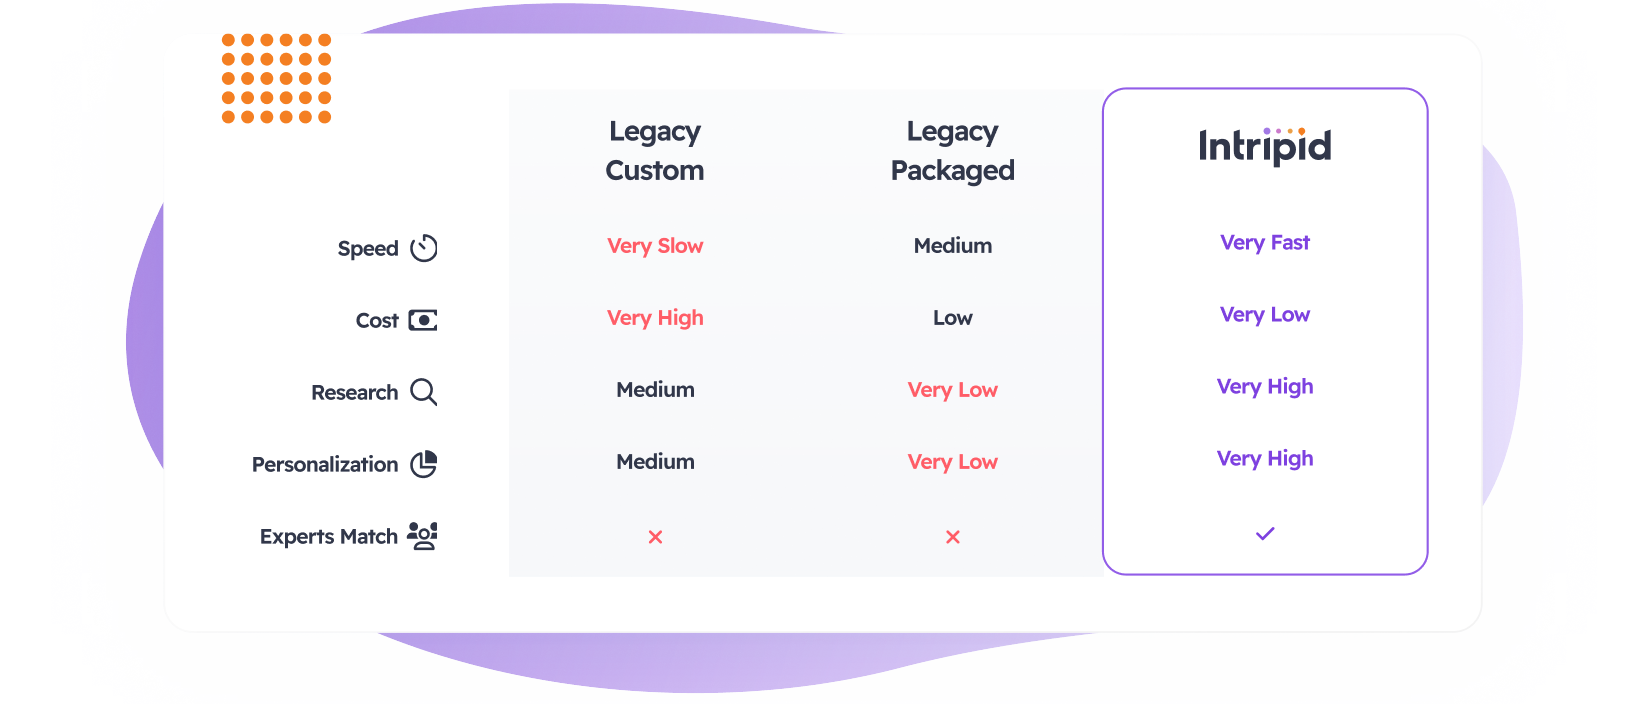 Legacy
Custom
Legacy
Packaged
Intripid
Speed
Very Slow
Medium
Very Fast
Cost
Very High
Low
Very Low
Research
Medium
Very Low
Very High
Personalization
Medium
Very Low
Very High
Experts Match